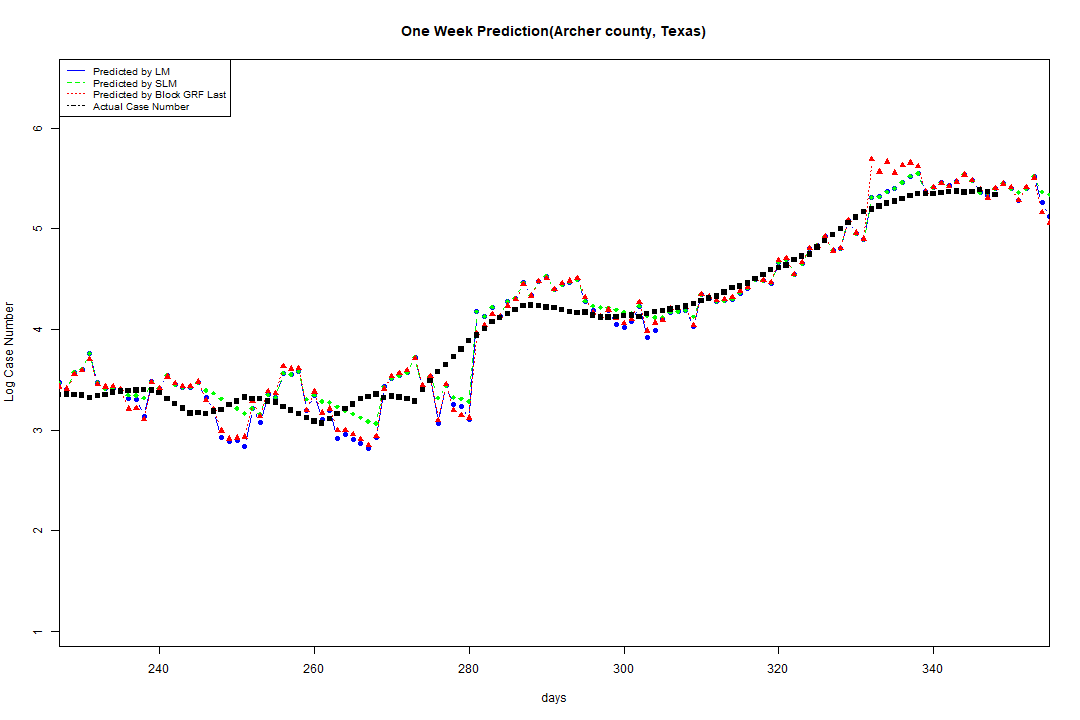 One Week Prediction(Archer county, Texas)
Predicted by LM
Predicted by SLM
Predicted by Block GRF Last
Actual Case Number
6
5
4
3
2
1
Log Case Number
240
260
280
300
320
340
days